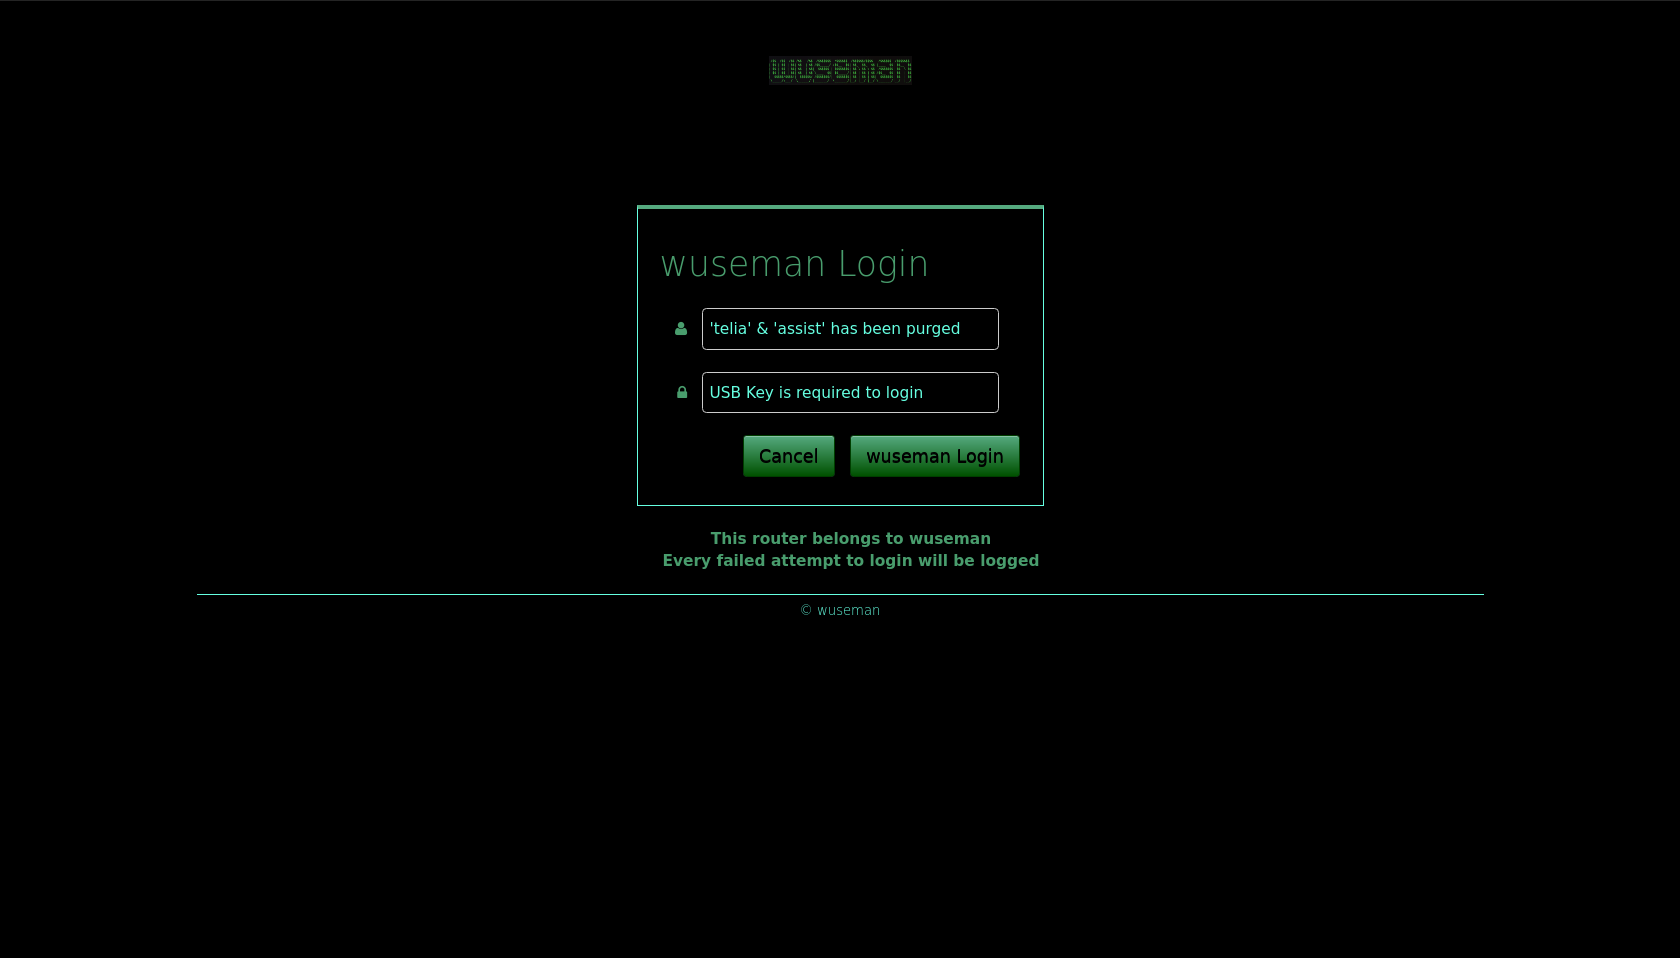 wuseman
wuseman Login
'telia' & 'assist' has been purged
USB Key is required to login
Cancel wuseman Login
This router belongs to wuseman
Every failed attempt to login will be logged
© wuseman